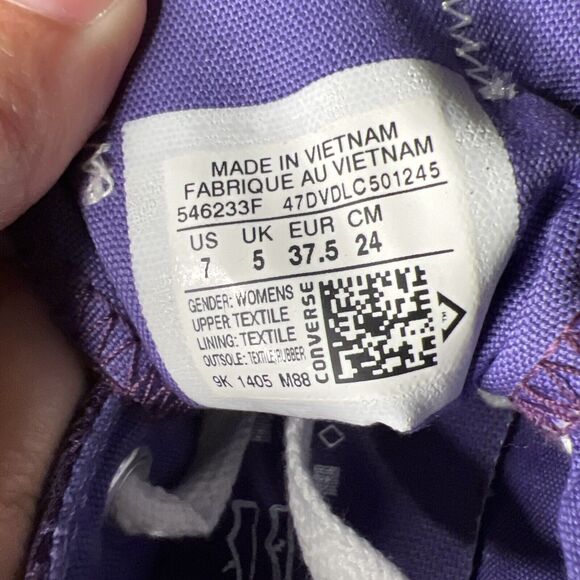 MADE IN VIETNAM
FABRIQUE AU VIETNAM
546233F 47DVDLC501245
US UK EUR CM
7 5 37.5 24
GENDER: WOMENS
UPPER: TEXTILE
LINING: TEXTILE
OUTSOLE: TEXTILE/RUBBER
9K 1405 M88
CONVERSE